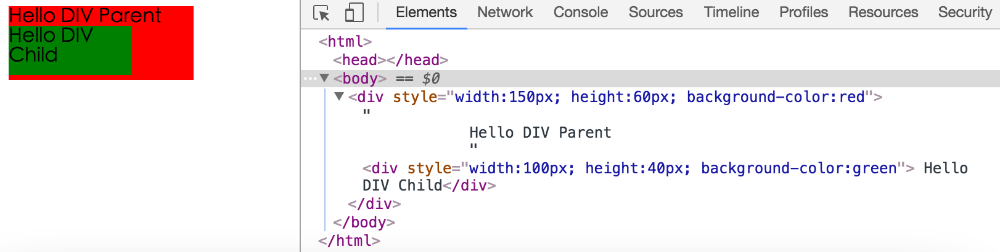 Hello DIV Parent
Hello DIV
Child
Elements Network Console Sources Timeline Profiles Resources Security
<html>
<head></head>
··· ▼ <body> == $0
▼ <div style="width:150px; height:60px; background-color:red">
"
Hello DIV Parent
"
<div style="width:100px; height:40px; background-color:green"> Hello
DIV Child</div>
</div>
</body>
</html>